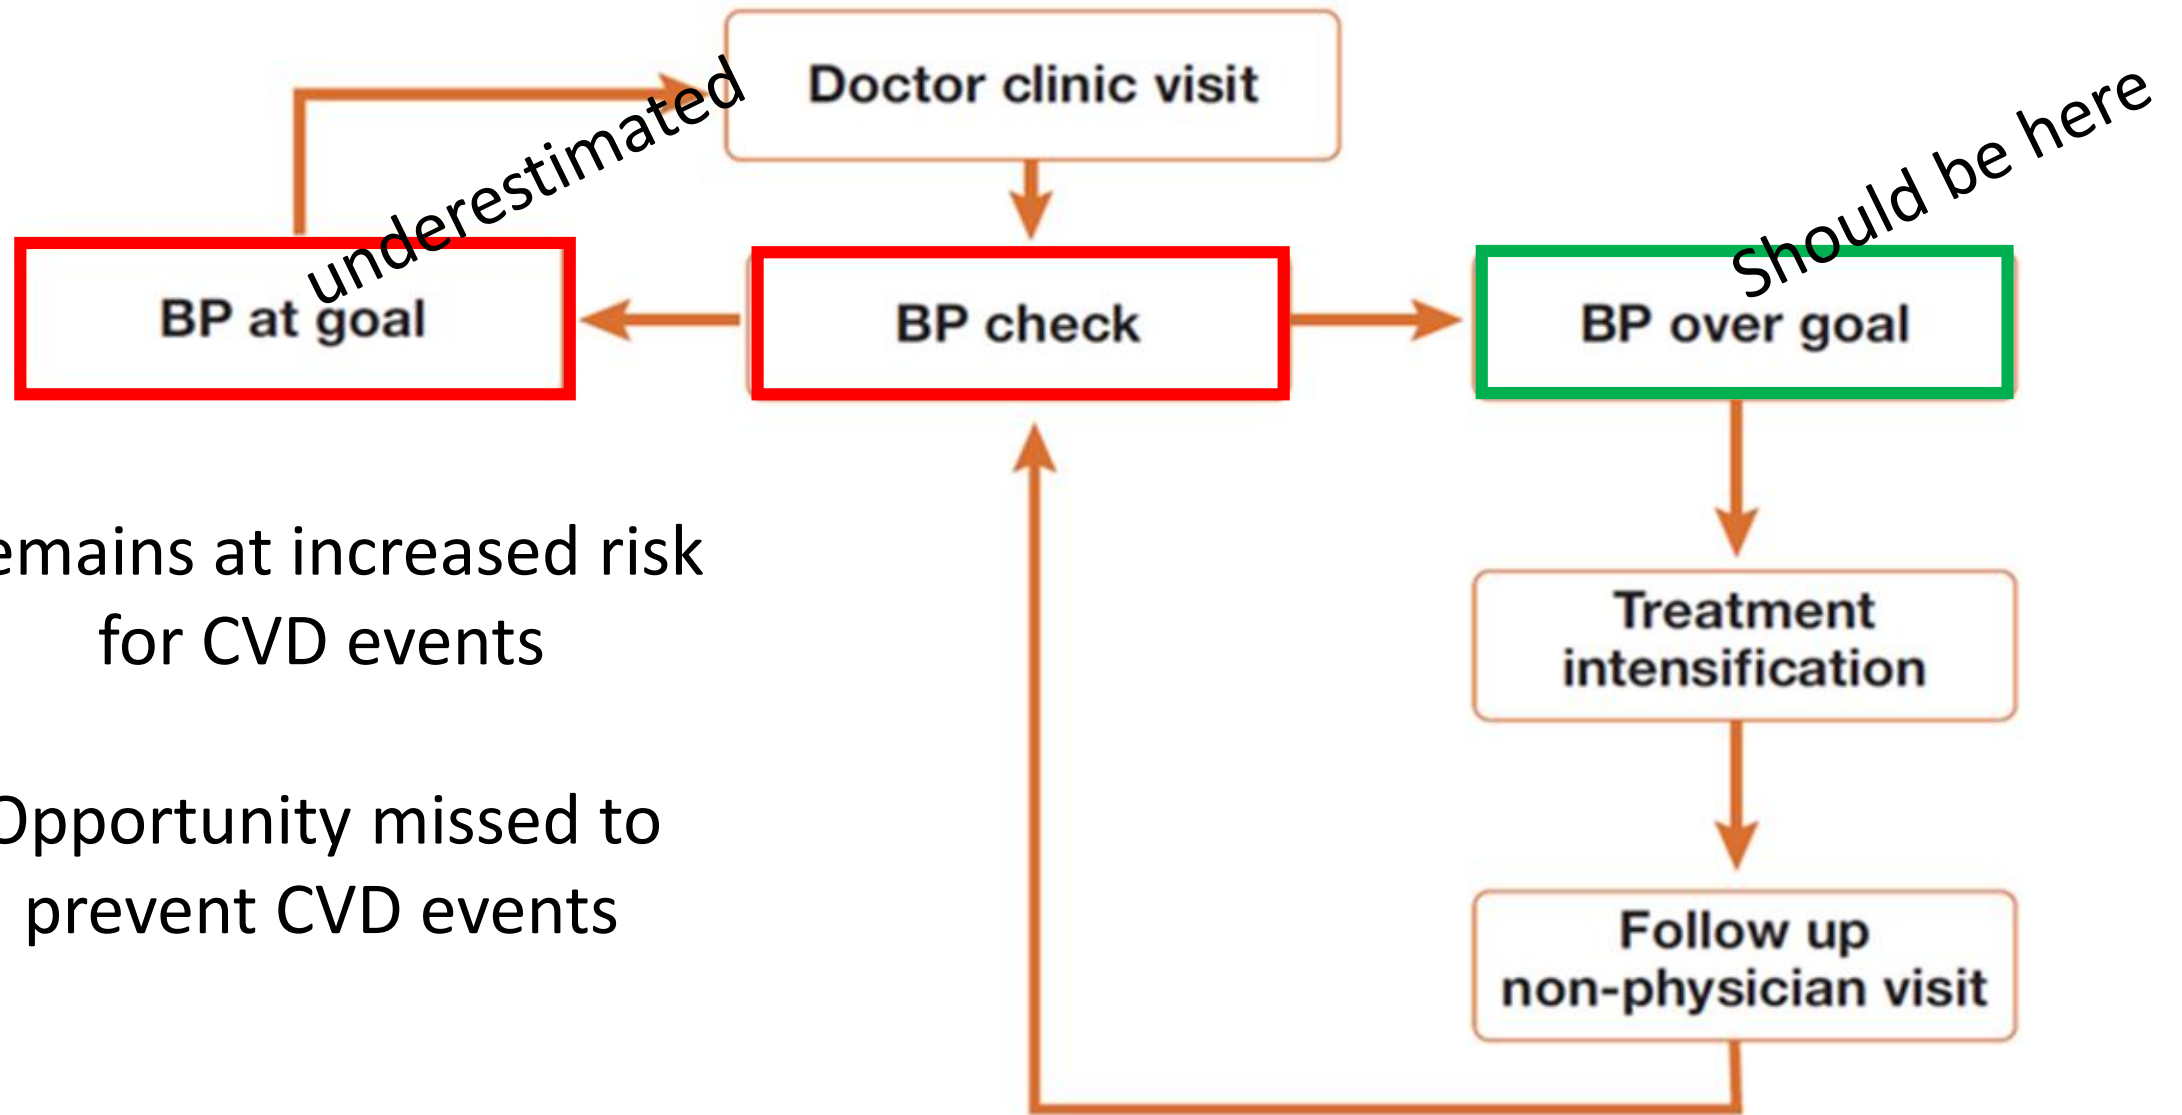 Doctor clinic visit
underestimated
Should be here
BP at goal
BP check
BP over goal
emains at increased risk
for CVD events
Treatment
intensification
Opportunity missed to
prevent CVD events
Follow up
non-physician visit